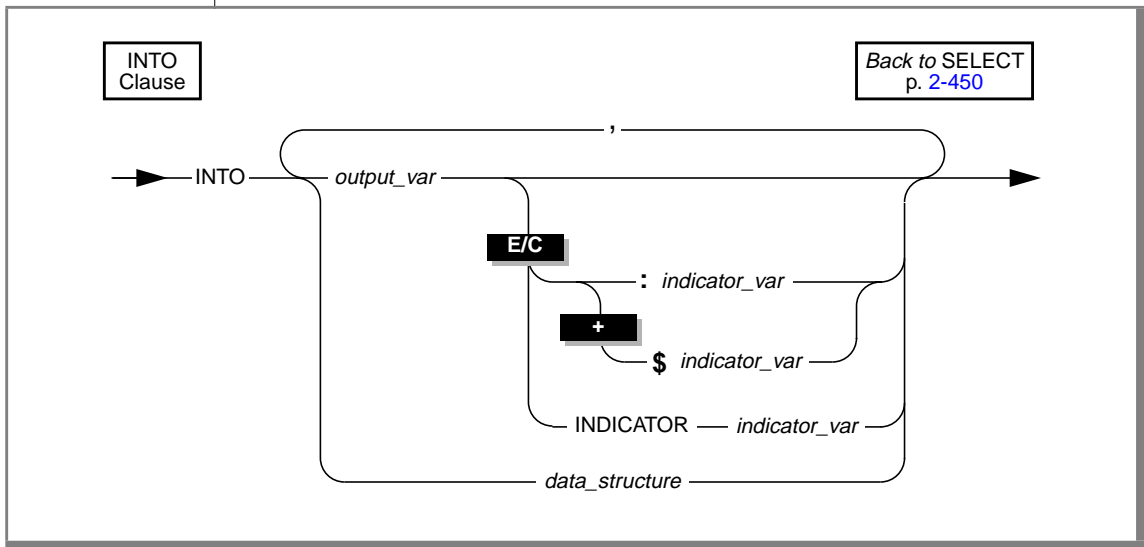 INTO
Clause
Back to SELECT
p. 2-450
,
INTO
output_var
E/C
: indicator_var
+
$ indicator_var
INDICATOR indicator_var
data_structure